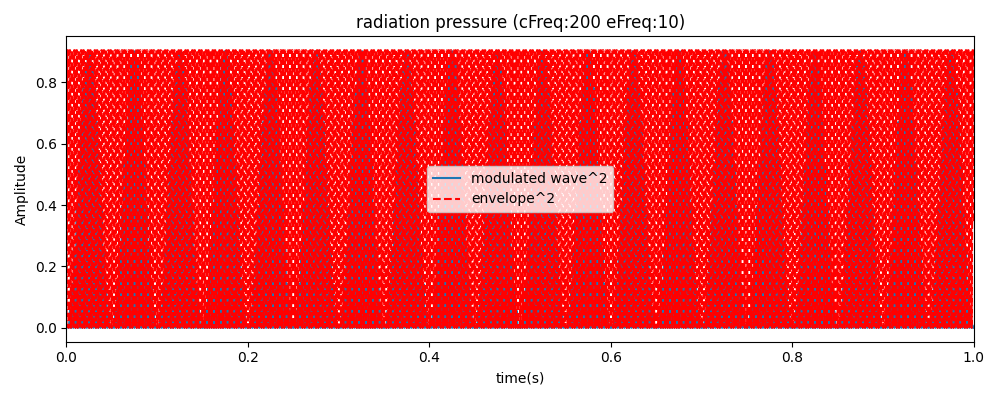 radiation pressure (cFreq:200 eFreq:10)
0.8
0.6
0.4
0.2
0.0
Amplitude
modulated wave^2
envelope^2
0.0 0.2 0.4 0.6 0.8 1.0
time(s)